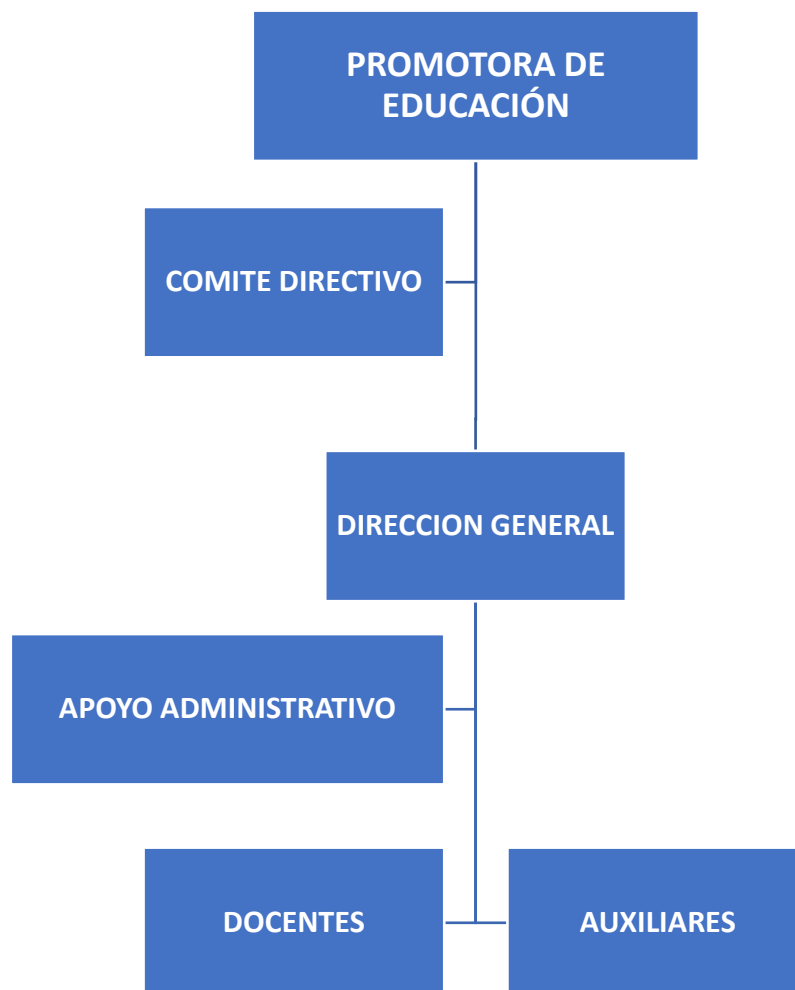 PROMOTORA DE
EDUCACIÓN
COMITE DIRECTIVO
DIRECCION GENERAL
APOYO ADMINISTRATIVO
DOCENTES
AUXILIARES